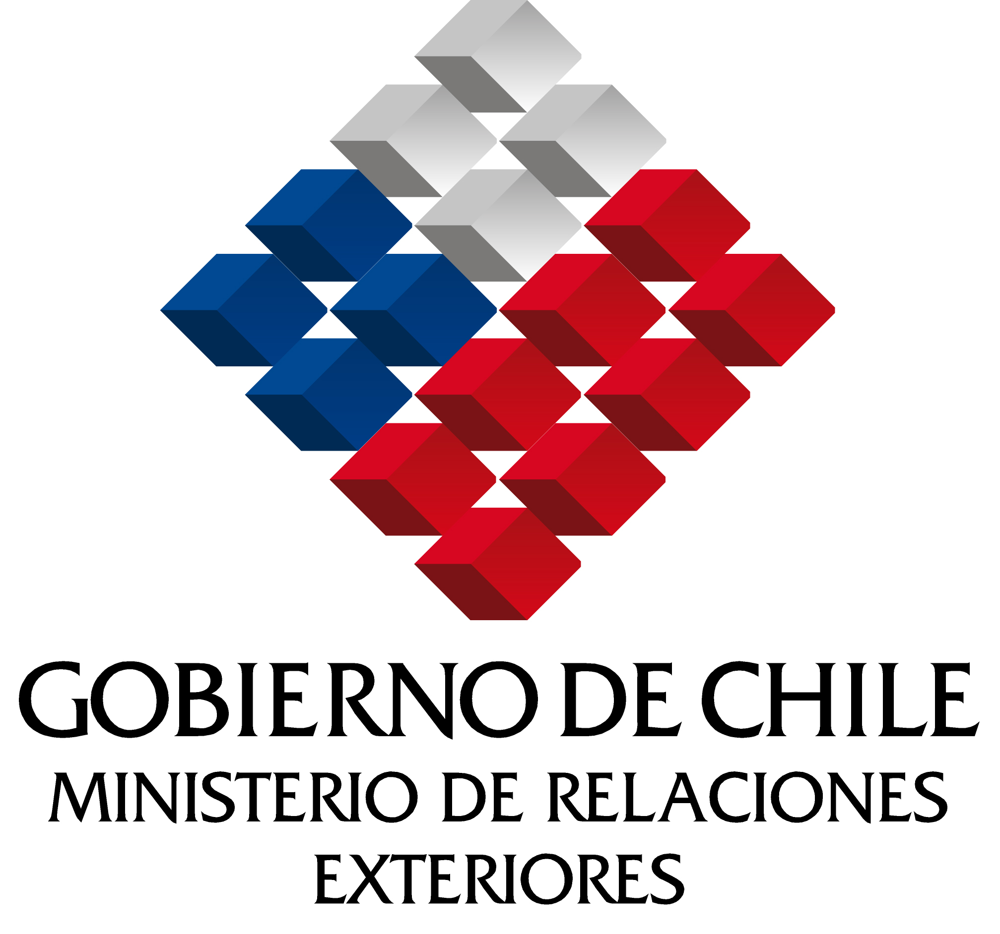 GOBIERNO DE CHILE
MINISTERIO DE RELACIONES
EXTERIORES